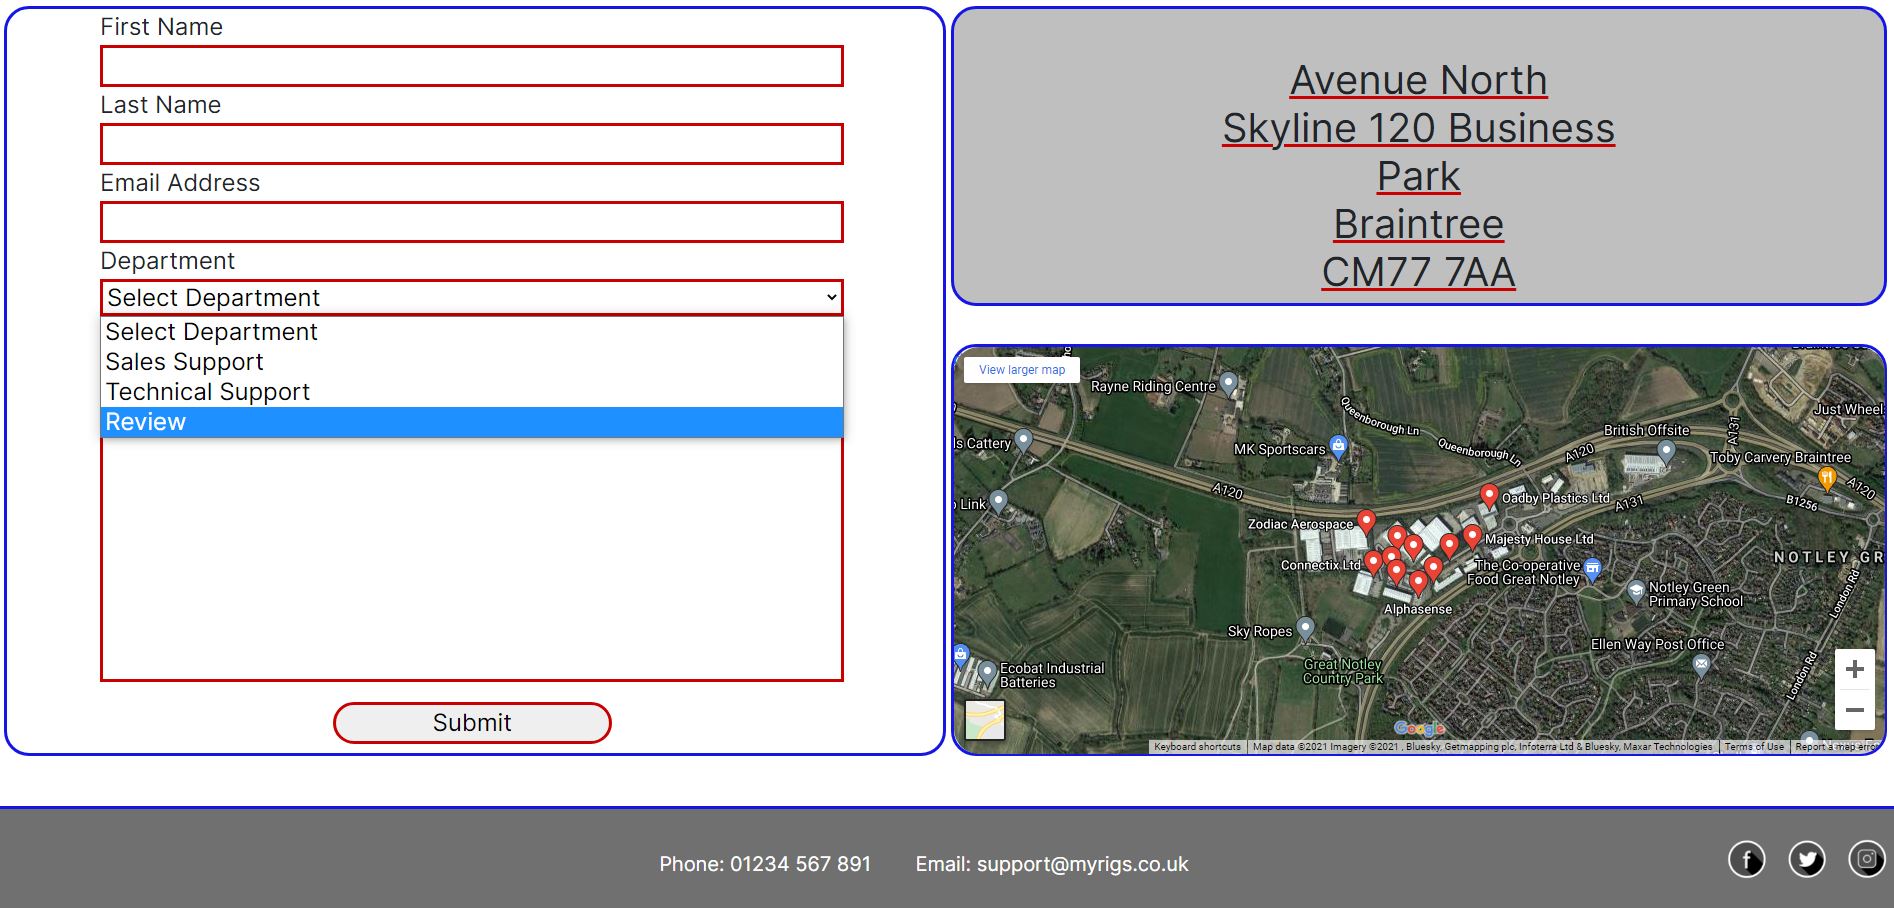 First Name
Last Name
Email Address
Department
Select Department
Select Department
Sales Support
Technical Support
Review
Submit
Avenue North
Skyline 120 Business
Park
Braintree
CM77 7AA
View larger map
Rayne Riding Centre
Queenborough Ln
Queenborough Ln
Just Wheel
A131
British Offsite
A120
Toby Carvery Braintree
ls Cattery
MK Sportscars
A120
A120
B1256
Link
Oadby Plastics Ltd
A131
Zodiac Aerospace
Majesty House Ltd
NOTLEY GR
Connectix Ltd
The Co-operative
Food Great Notley
Notley Green
Primary School
London Rd
Alphasense
Sky Ropes
Ellen Way Post Office
Great Notley
Country Park
Ecobat Industrial
Batteries
London Rd
Google
Keyboard shortcuts
Map data ©2021 Imagery ©2021 , Bluesky, Getmapping plc, Infoterra Ltd & Bluesky, Maxar Technologies
Terms of Use
Report a map error
Phone: 01234 567 891
Email: support@myrigs.co.uk